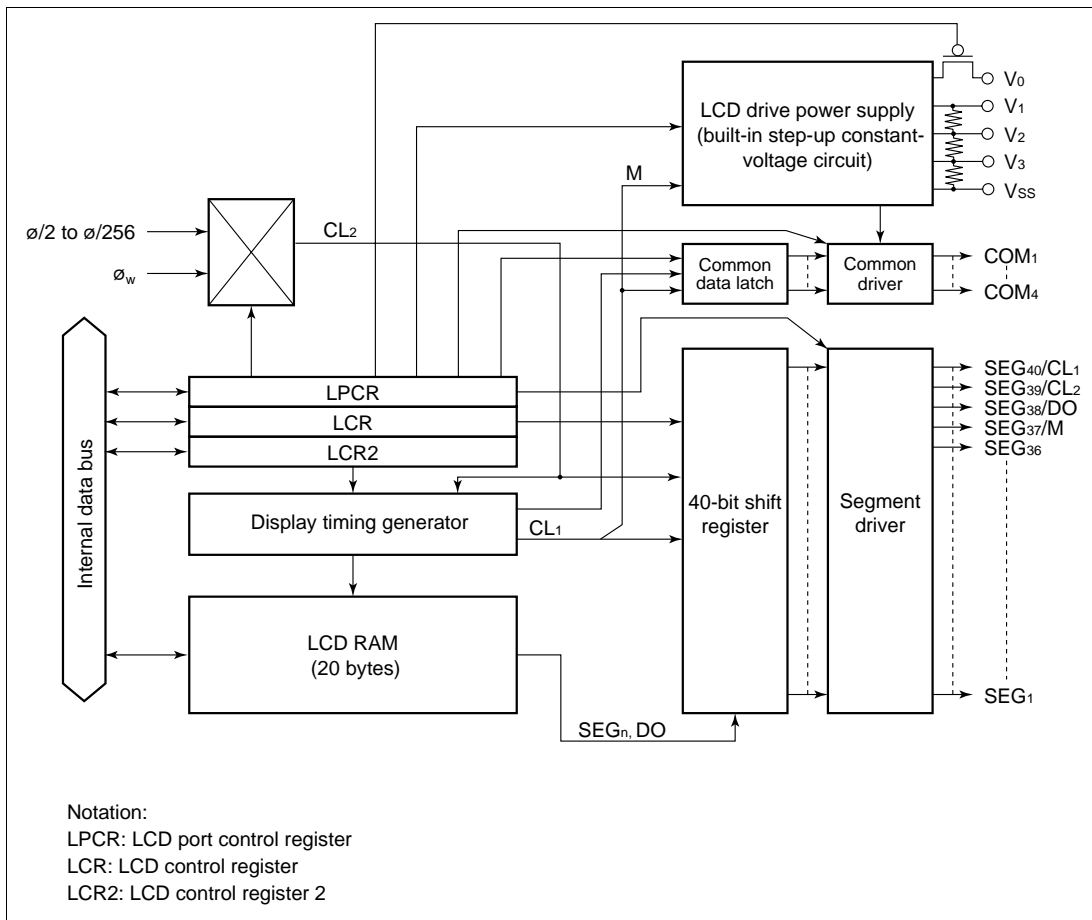 V0
LCD drive power supply
(built-in step-up constant-
voltage circuit)
V1
V2
V3
VSS
M
ø/2 to ø/256
øw
CL2
Common
data latch
Common
driver
COM1
COM4
Internal data bus
LPCR
LCR
LCR2
Display timing generator
CL1
LCD RAM
(20 bytes)
SEGn, DO
40-bit shift
register
Segment
driver
SEG40/CL1
SEG39/CL2
SEG38/DO
SEG37/M
SEG36
SEG1
Notation:
LPCR: LCD port control register
LCR: LCD control register
LCR2: LCD control register 2